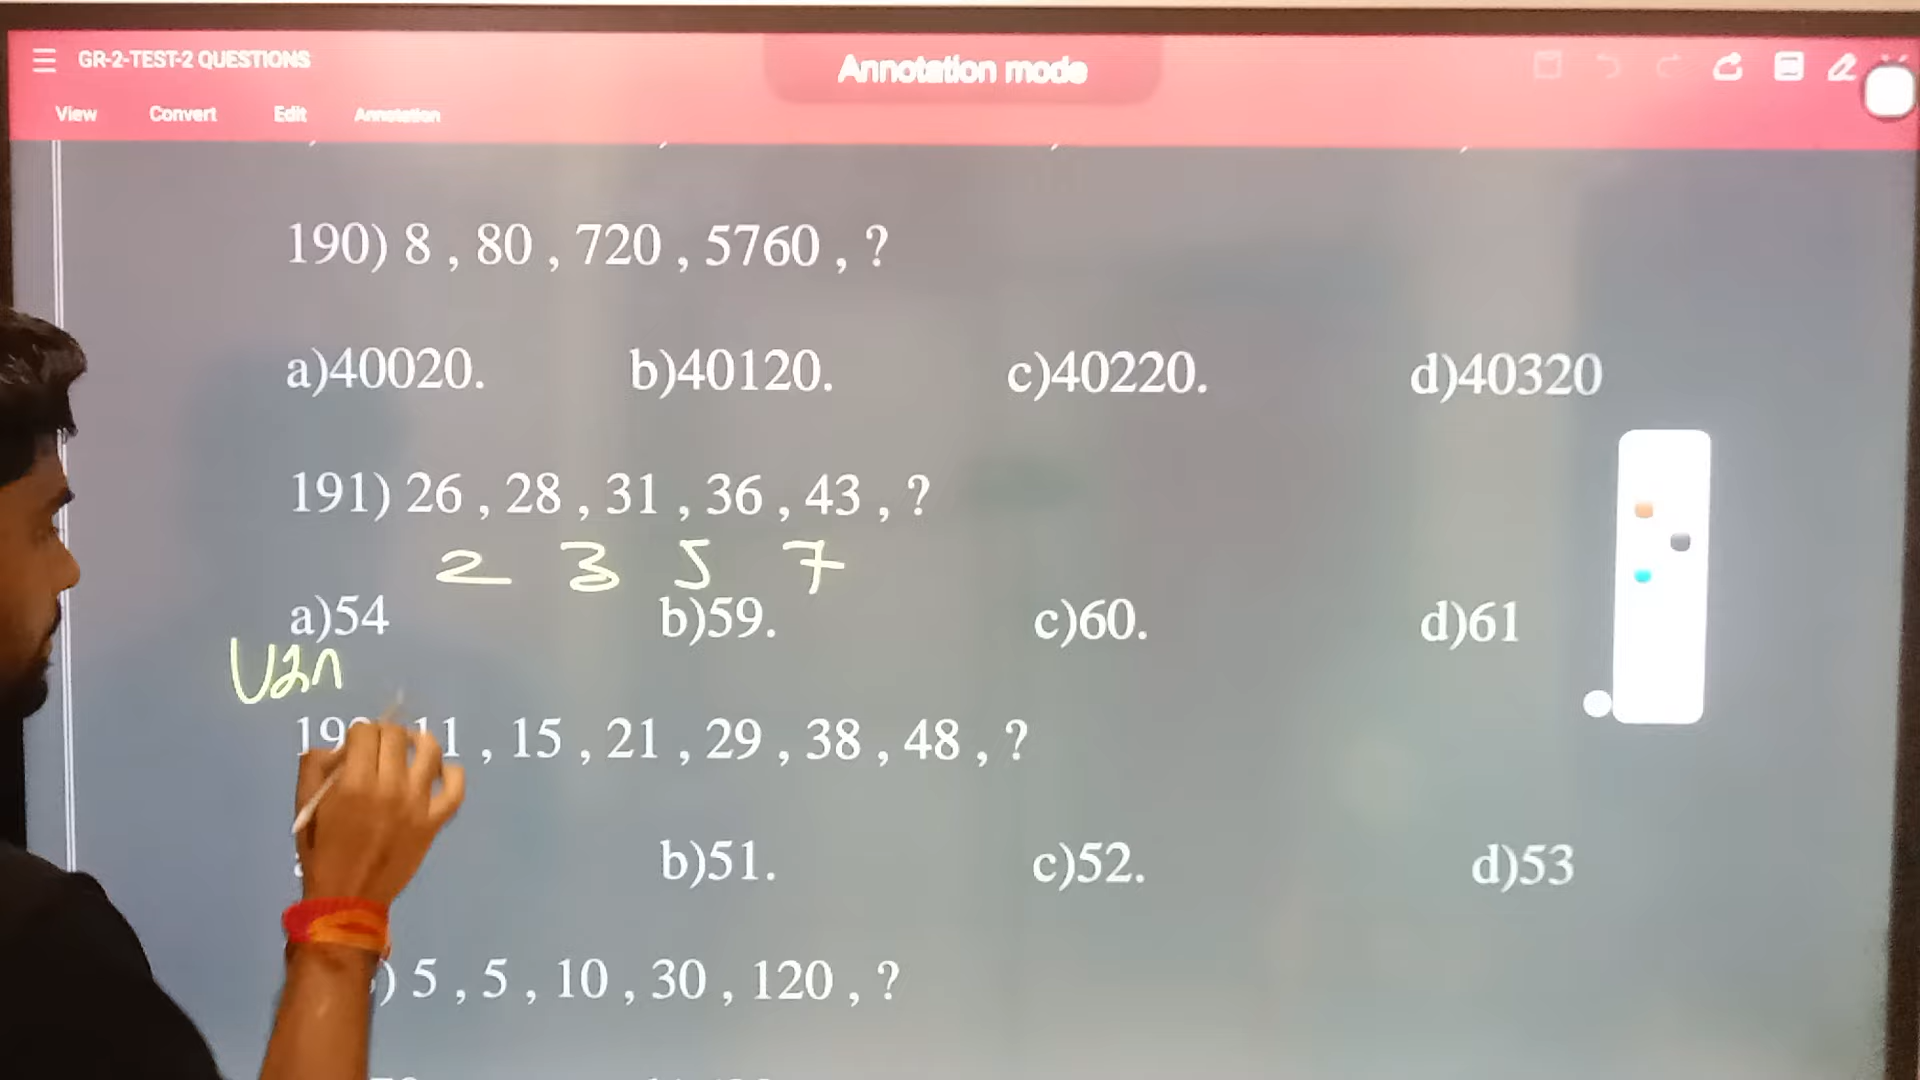 GR-2-TEST-2 QUESTIONS
Annotation mode
View Convert Edit Annotation
190) 8 , 80 , 720 , 5760 , ?
a)40020. b)40120. c)40220. d)40320
191) 26 , 28 , 31 , 36 , 43 , ?
2 3 5 7
a)54 b)59. c)60. d)61
11 , 15 , 21 , 29 , 38 , 48 , ?
b)51. c)52. d)53
) 5 , 5 , 10 , 30 , 120 , ?